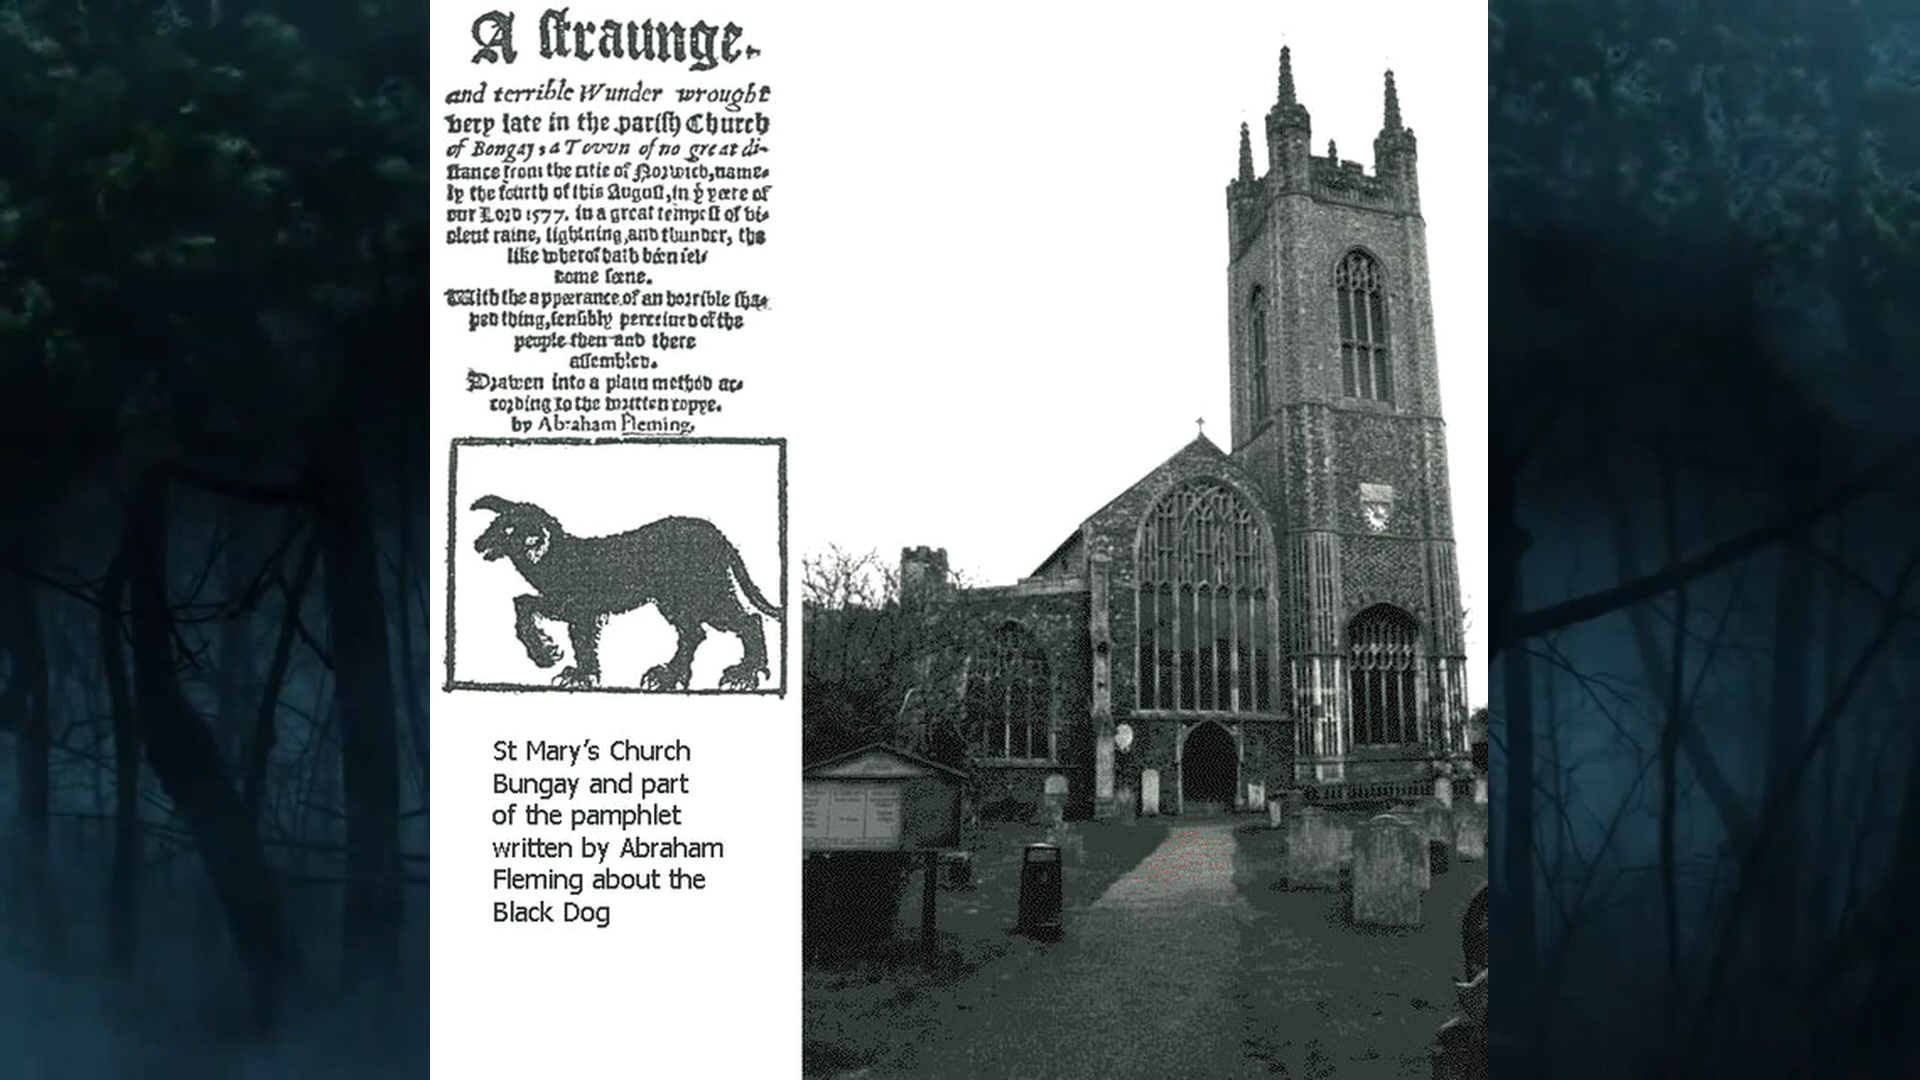 A straunge.
and terrible Wunder wrought
very late in the parish Church
of Bongay, a Tovvn of no great di-
stance from the citie of Norwich, name-
ly the fourth of this August, in yͤ yeere of
our Lord 1577. in a great tempest of vi-
olent raine, lightning, and thunder, the
like wherof hath been sel-
dome seene.
With the appeerance, of an horrible sha-
ped thing, sensibly perceiued of the
people then and there
assembled.
Drawen into a plain method ac-
cording to the written copye.
by Abraham Fleming.
St Mary's Church
Bungay and part
of the pamphlet
written by Abraham
Fleming about the
Black Dog